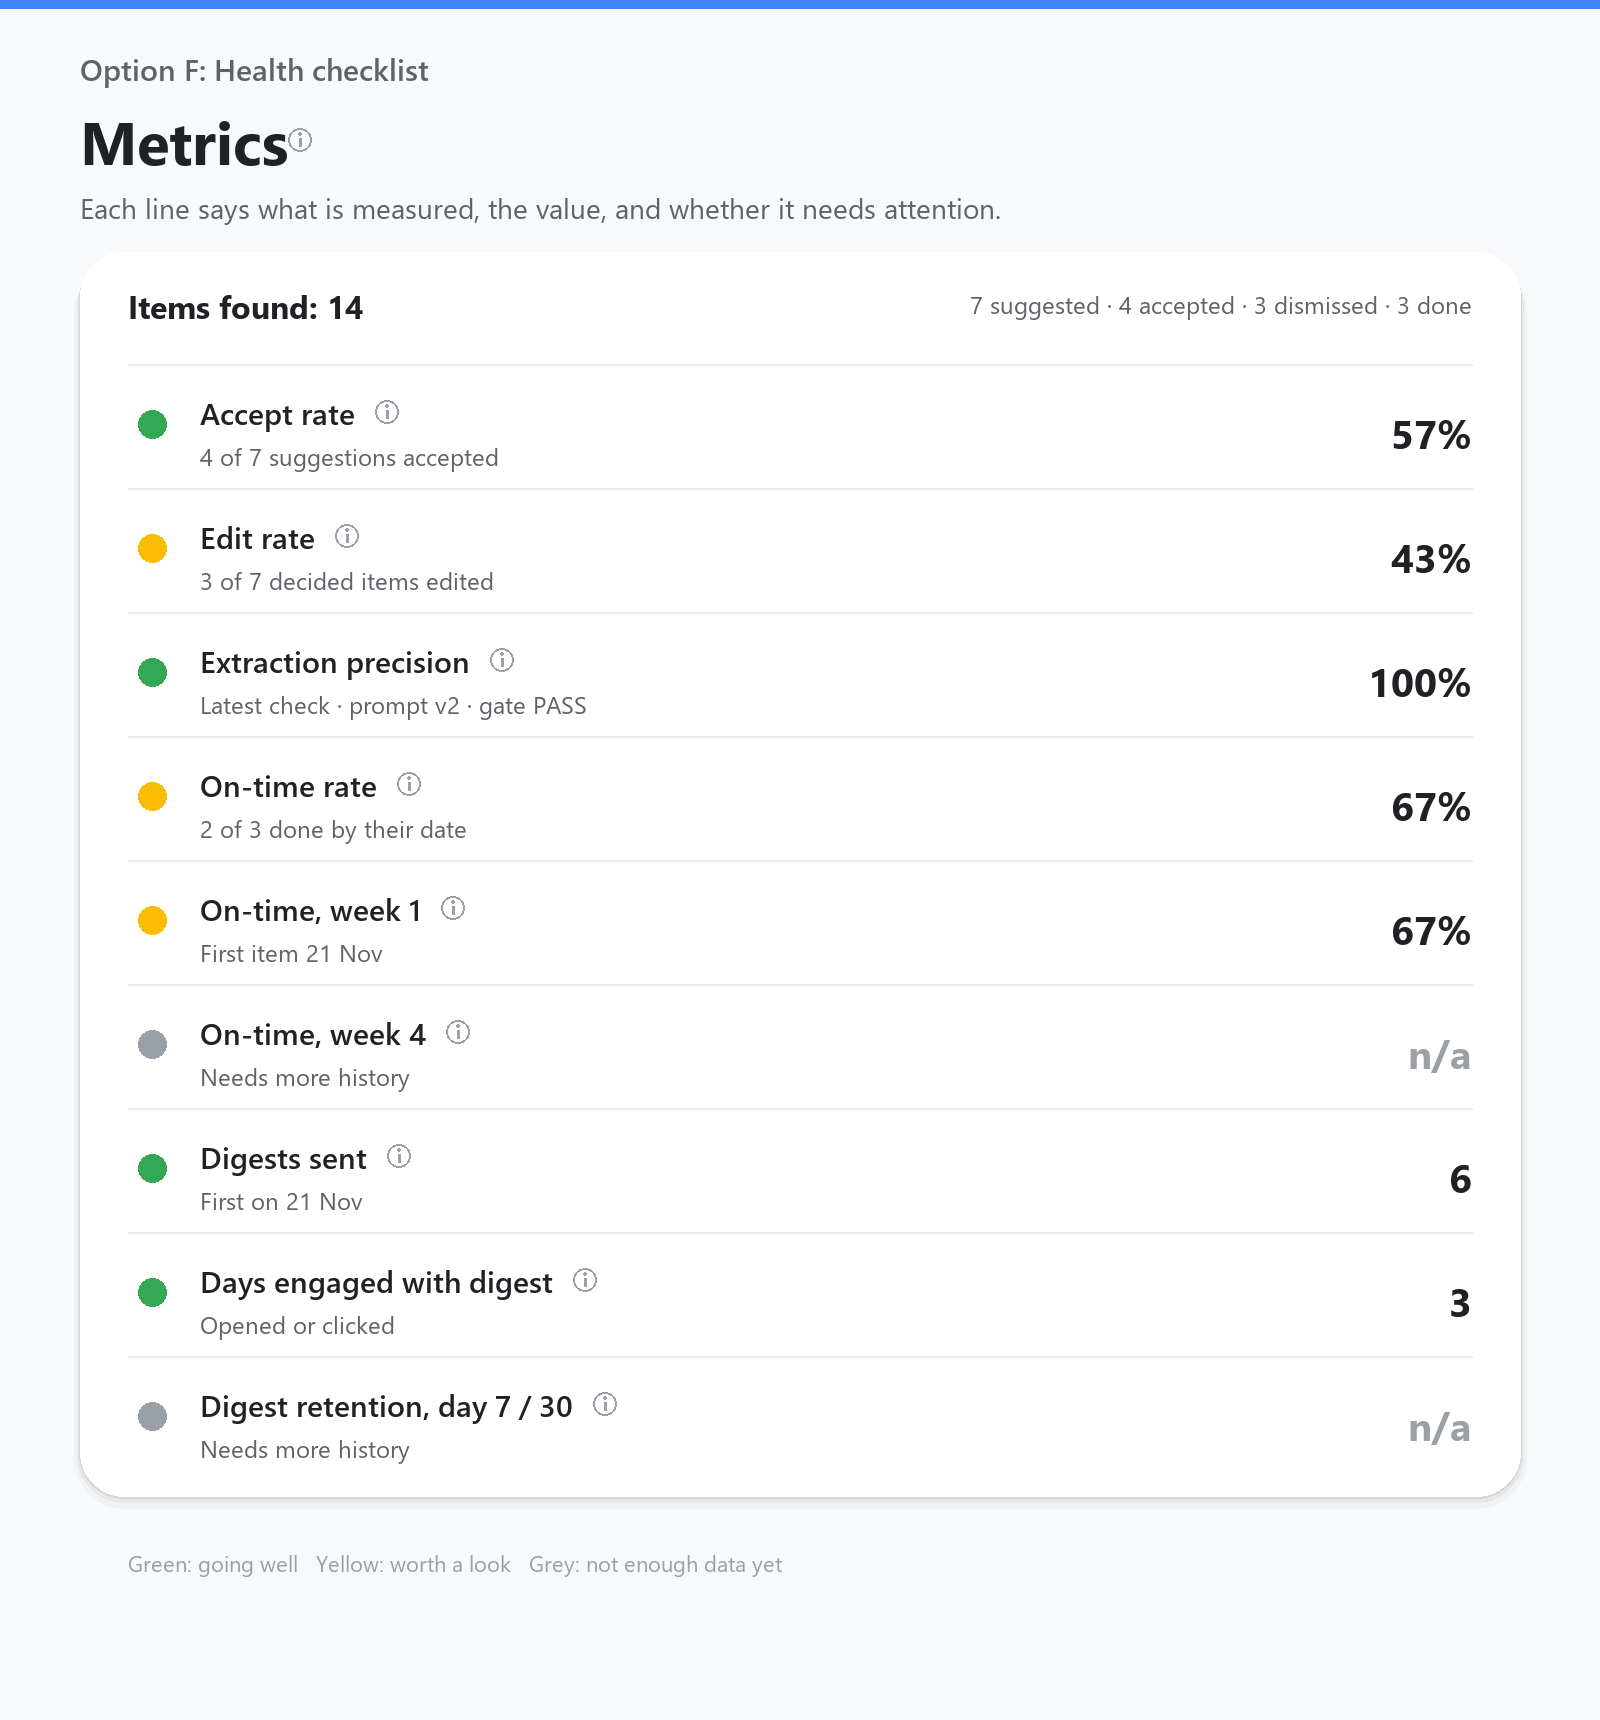 Option F: Health checklist
Metrics
Each line says what is measured, the value, and whether it needs attention.
Items found: 14
7 suggested · 4 accepted · 3 dismissed · 3 done
Accept rate
4 of 7 suggestions accepted
57%
Edit rate
3 of 7 decided items edited
43%
Extraction precision
Latest check · prompt v2 · gate PASS
100%
On-time rate
2 of 3 done by their date
67%
On-time, week 1
First item 21 Nov
67%
On-time, week 4
Needs more history
n/a
Digests sent
First on 21 Nov
6
Days engaged with digest
Opened or clicked
3
Digest retention, day 7 / 30
Needs more history
n/a
Green: going well Yellow: worth a look Grey: not enough data yet